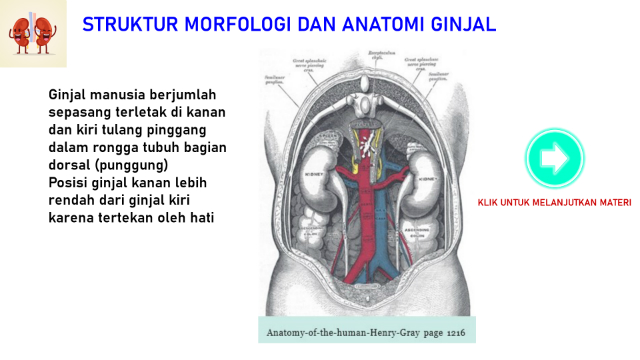 STRUKTUR MORFOLOGI DAN ANATOMI GINJAL
Ginjal manusia berjumlah
sepasang terletak di kanan
dan kiri tulang pinggang
dalam rongga tubuh bagian
dorsal (punggung)
Posisi ginjal kanan lebih
rendah dari ginjal kiri
karena tertekan oleh hati
KIDNEY
KIDNEY
KLIK UNTUK MELANJUTKAN MATERI
Anatomy-of-the-human-Henry-Gray page 1216